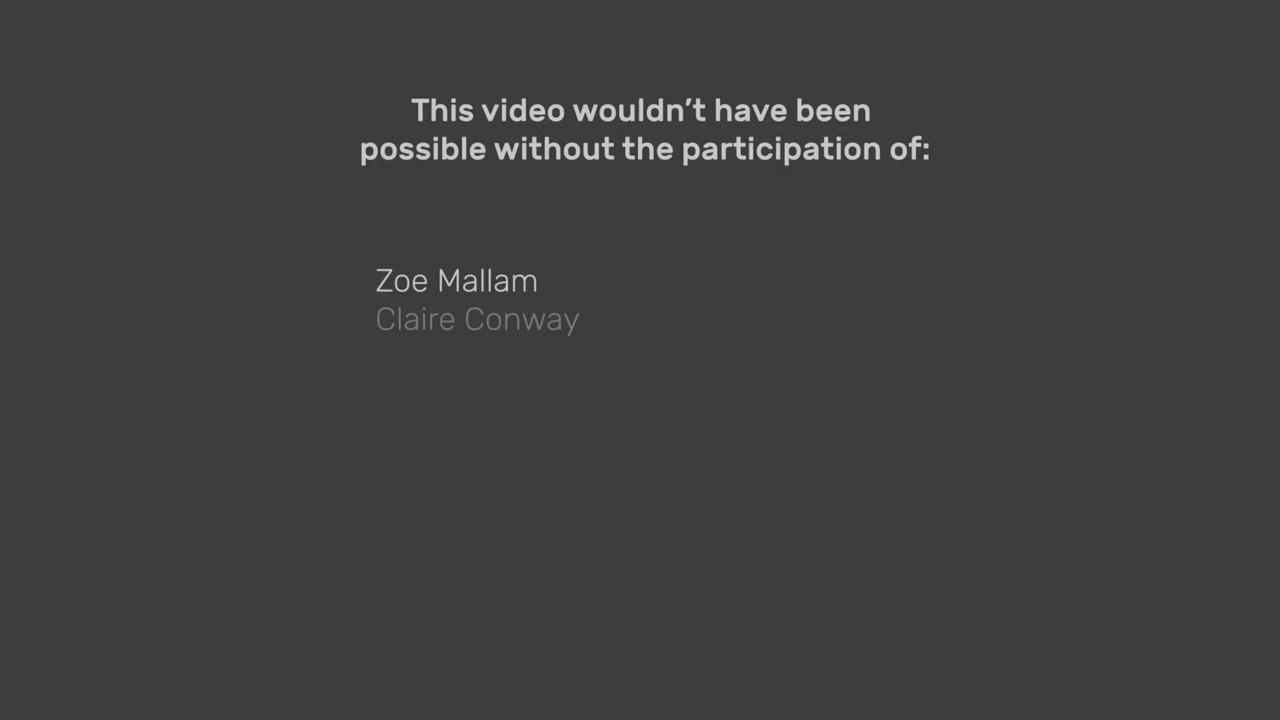 This video wouldn’t have been
possible without the participation of:
Zoe Mallam
Claire Conway